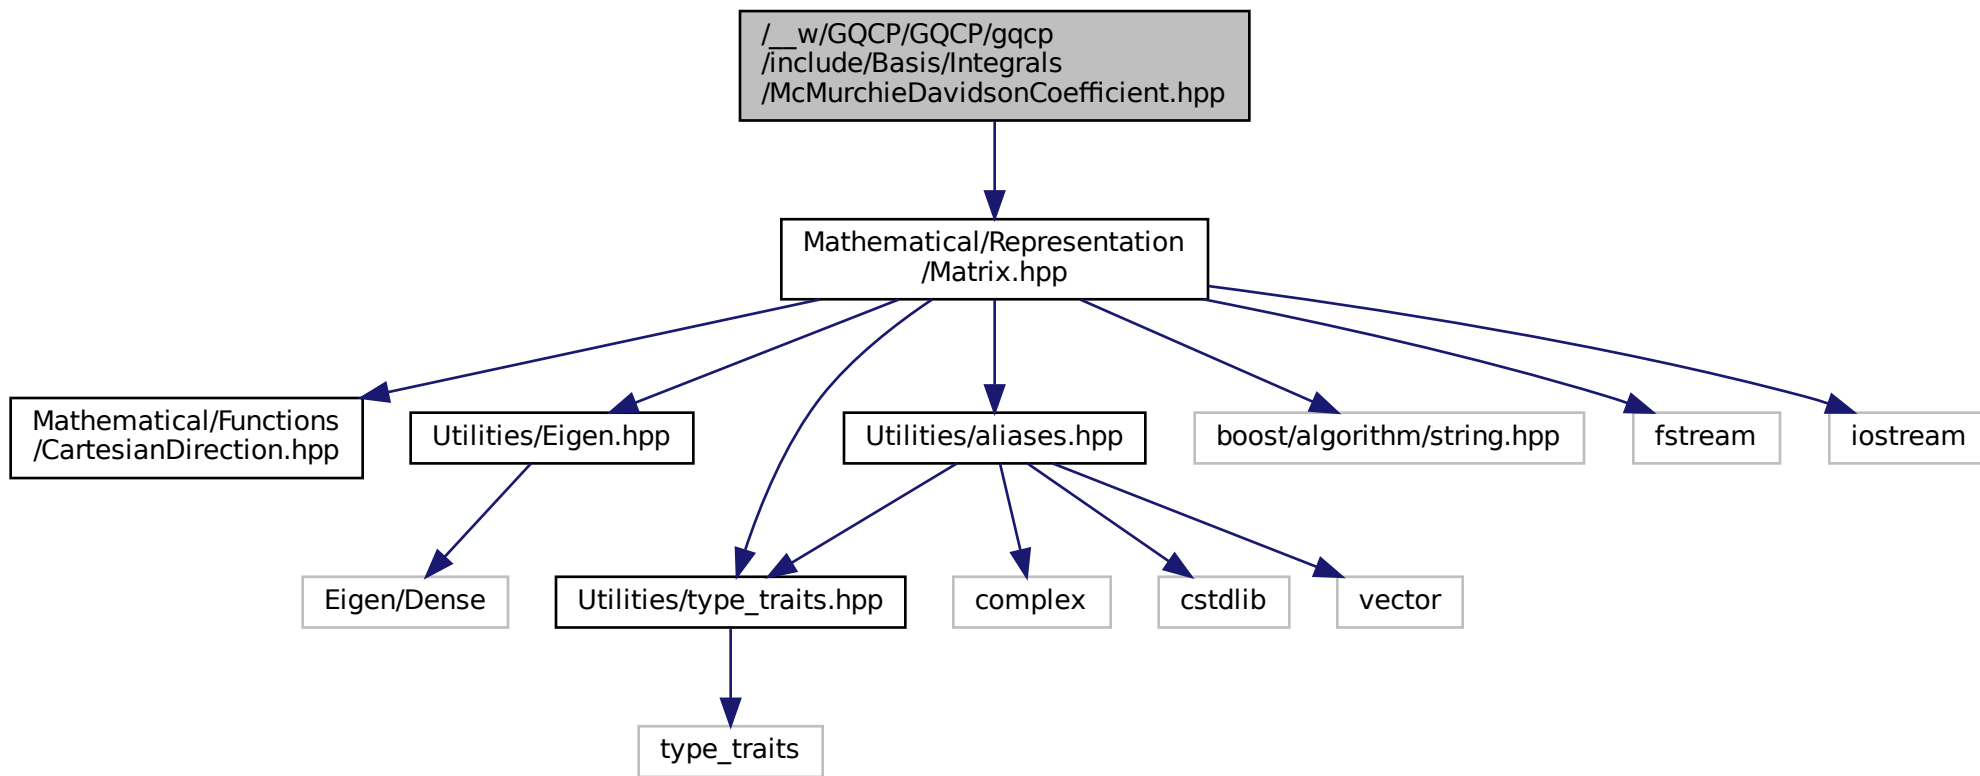 /__w/GQCP/GQCP/gqcp
/include/Basis/Integrals
/McMurchieDavidsonCoefficient.hpp
Mathematical/Representation
/Matrix.hpp
Mathematical/Functions
/CartesianDirection.hpp
Utilities/Eigen.hpp
Utilities/aliases.hpp
boost/algorithm/string.hpp
fstream
iostream
Eigen/Dense
Utilities/type_traits.hpp
complex
cstdlib
vector
type_traits